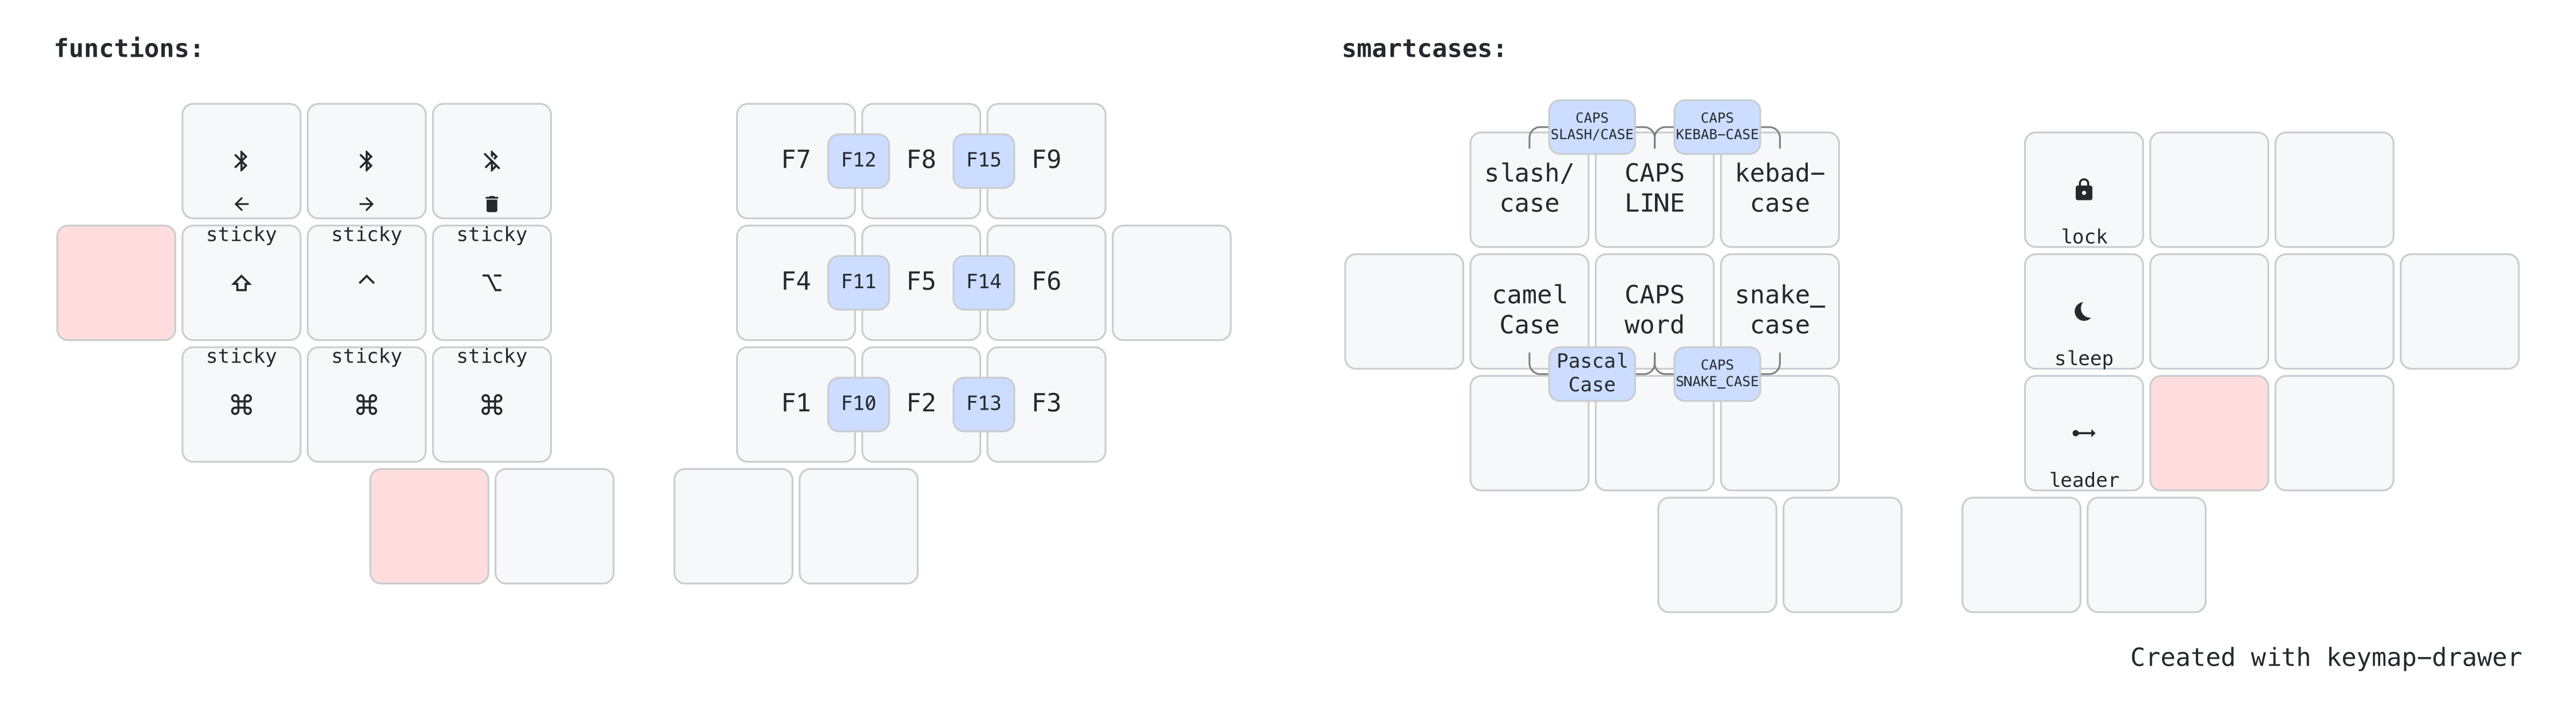 functions:
smartcases:
CAPS
SLASH/CASE
CAPS
KEBAB-CASE
F7 F12 F8 F15 F9
slash/
case
CAPS
LINE
kebad-
case
lock
sticky sticky sticky
F4 F11 F5 F14 F6
camel
Case
CAPS
word
snake_
case
sleep
sticky sticky sticky
Pascal
Case
CAPS
SNAKE_CASE
F1 F10 F2 F13 F3
leader
Created with keymap-drawer